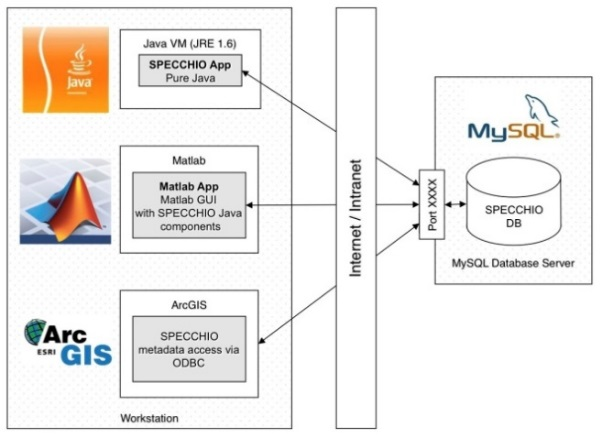 Java
Java VM (JRE 1.6)
SPECCHIO App
Pure Java
Matlab
Matlab App
Matlab GUI
with SPECCHIO Java
components
ArcGIS
Arc
ESRI
GIS
SPECCHIO
metadata access via
ODBC
Workstation
Internet / Intranet
Port XXXX
MySQL
SPECCHIO
DB
MySQL Database Server